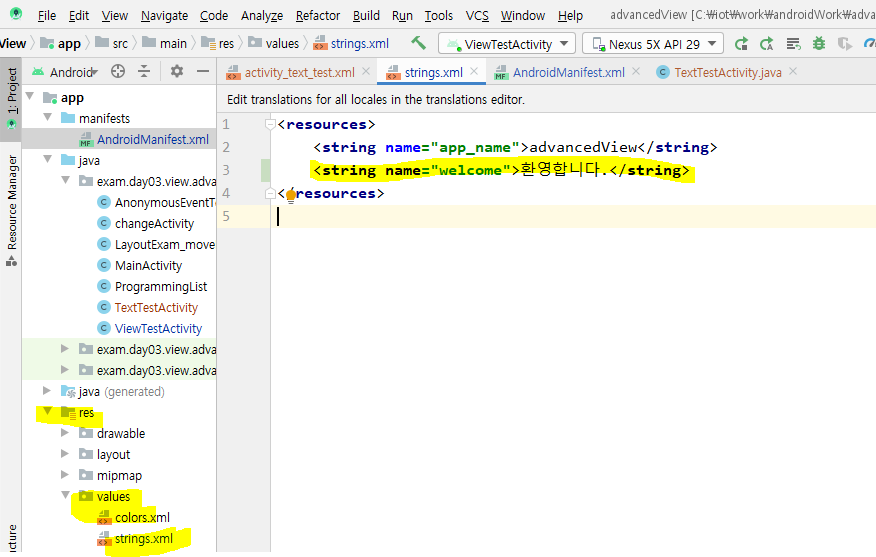 File Edit View Navigate Code Analyze Refactor Build Run Tools VCS Window Help advancedView [C:₩iot₩work₩androidWork₩adva
View app src main res values strings.xml ViewTestActivity Nexus 5X API 29
1: Project
Resource Manager
cture
Android
activity_text_test.xml strings.xml AndroidManifest.xml TextTestActivity.java
Edit translations for all locales in the translations editor.
app
manifests
AndroidManifest.xml
java
exam.day03.view.adva
AnonymousEventTe
changeActivity
LayoutExam_move
MainActivity
ProgrammingList
TextTestActivity
ViewTestActivity
exam.day03.view.adva
exam.day03.view.adva
java (generated)
res
drawable
layout
mipmap
values
colors.xml
strings.xml
1 <resources>
2 <string name="app_name">advancedView</string>
3 <string name="welcome">환영합니다.</string>
4 </resources>
5